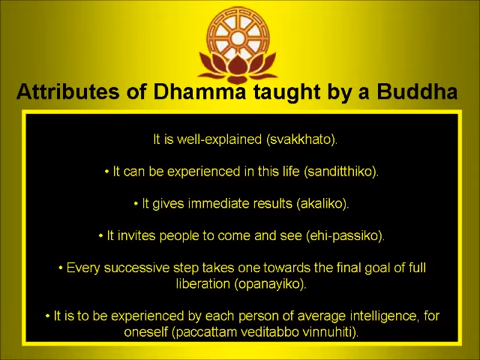 Attributes of Dhamma taught by a Buddha
It is well-explained (svakkhato).
• It can be experienced in this life (sanditthiko).
• It gives immediate results (akaliko).
• It invites people to come and see (ehi-passiko).
• Every successive step takes one towards the final goal of full
liberation (opanayiko).
• It is to be experienced by each person of average intelligence, for
oneself (paccattam veditabbo vinnuhiti).